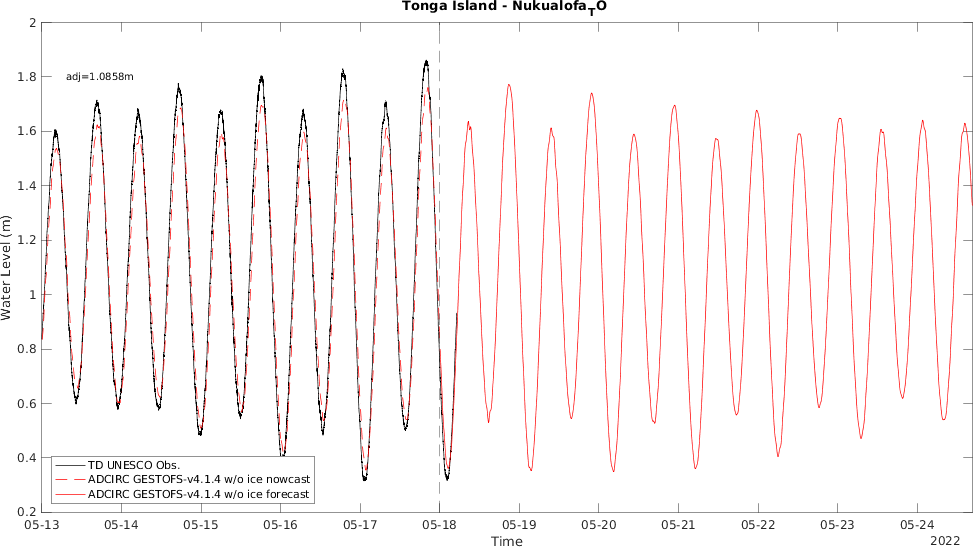 Tonga Island - Nukualofa_TO
adj=1.0858m
Water Level (m)
2
1.8
1.6
1.4
1.2
1
0.8
0.6
0.4
0.2
TD UNESCO Obs.
ADCIRC GESTOFS-v4.1.4 w/o ice nowcast
ADCIRC GESTOFS-v4.1.4 w/o ice forecast
05-13 05-14 05-15 05-16 05-17 05-18 05-19 05-20 05-21 05-22 05-23 05-24
Time
2022